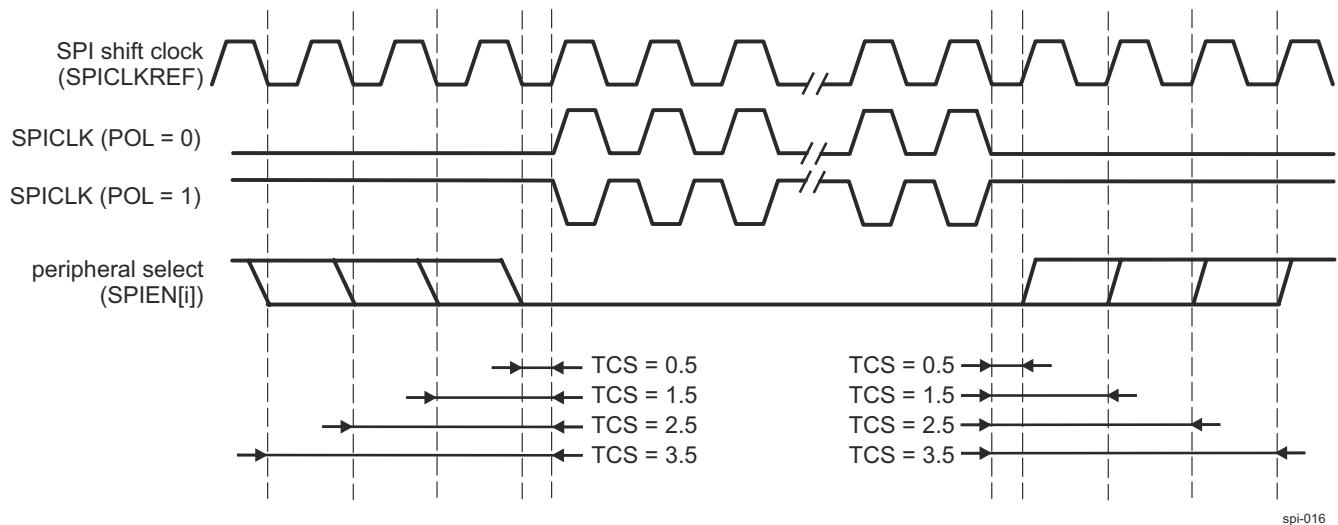 SPI shift clock
(SPICLKREF)
SPICLK (POL = 0)
SPICLK (POL = 1)
peripheral select
(SPIEN[i])
TCS = 0.5
TCS = 1.5
TCS = 2.5
TCS = 3.5
TCS = 0.5
TCS = 1.5
TCS = 2.5
TCS = 3.5
spi-016